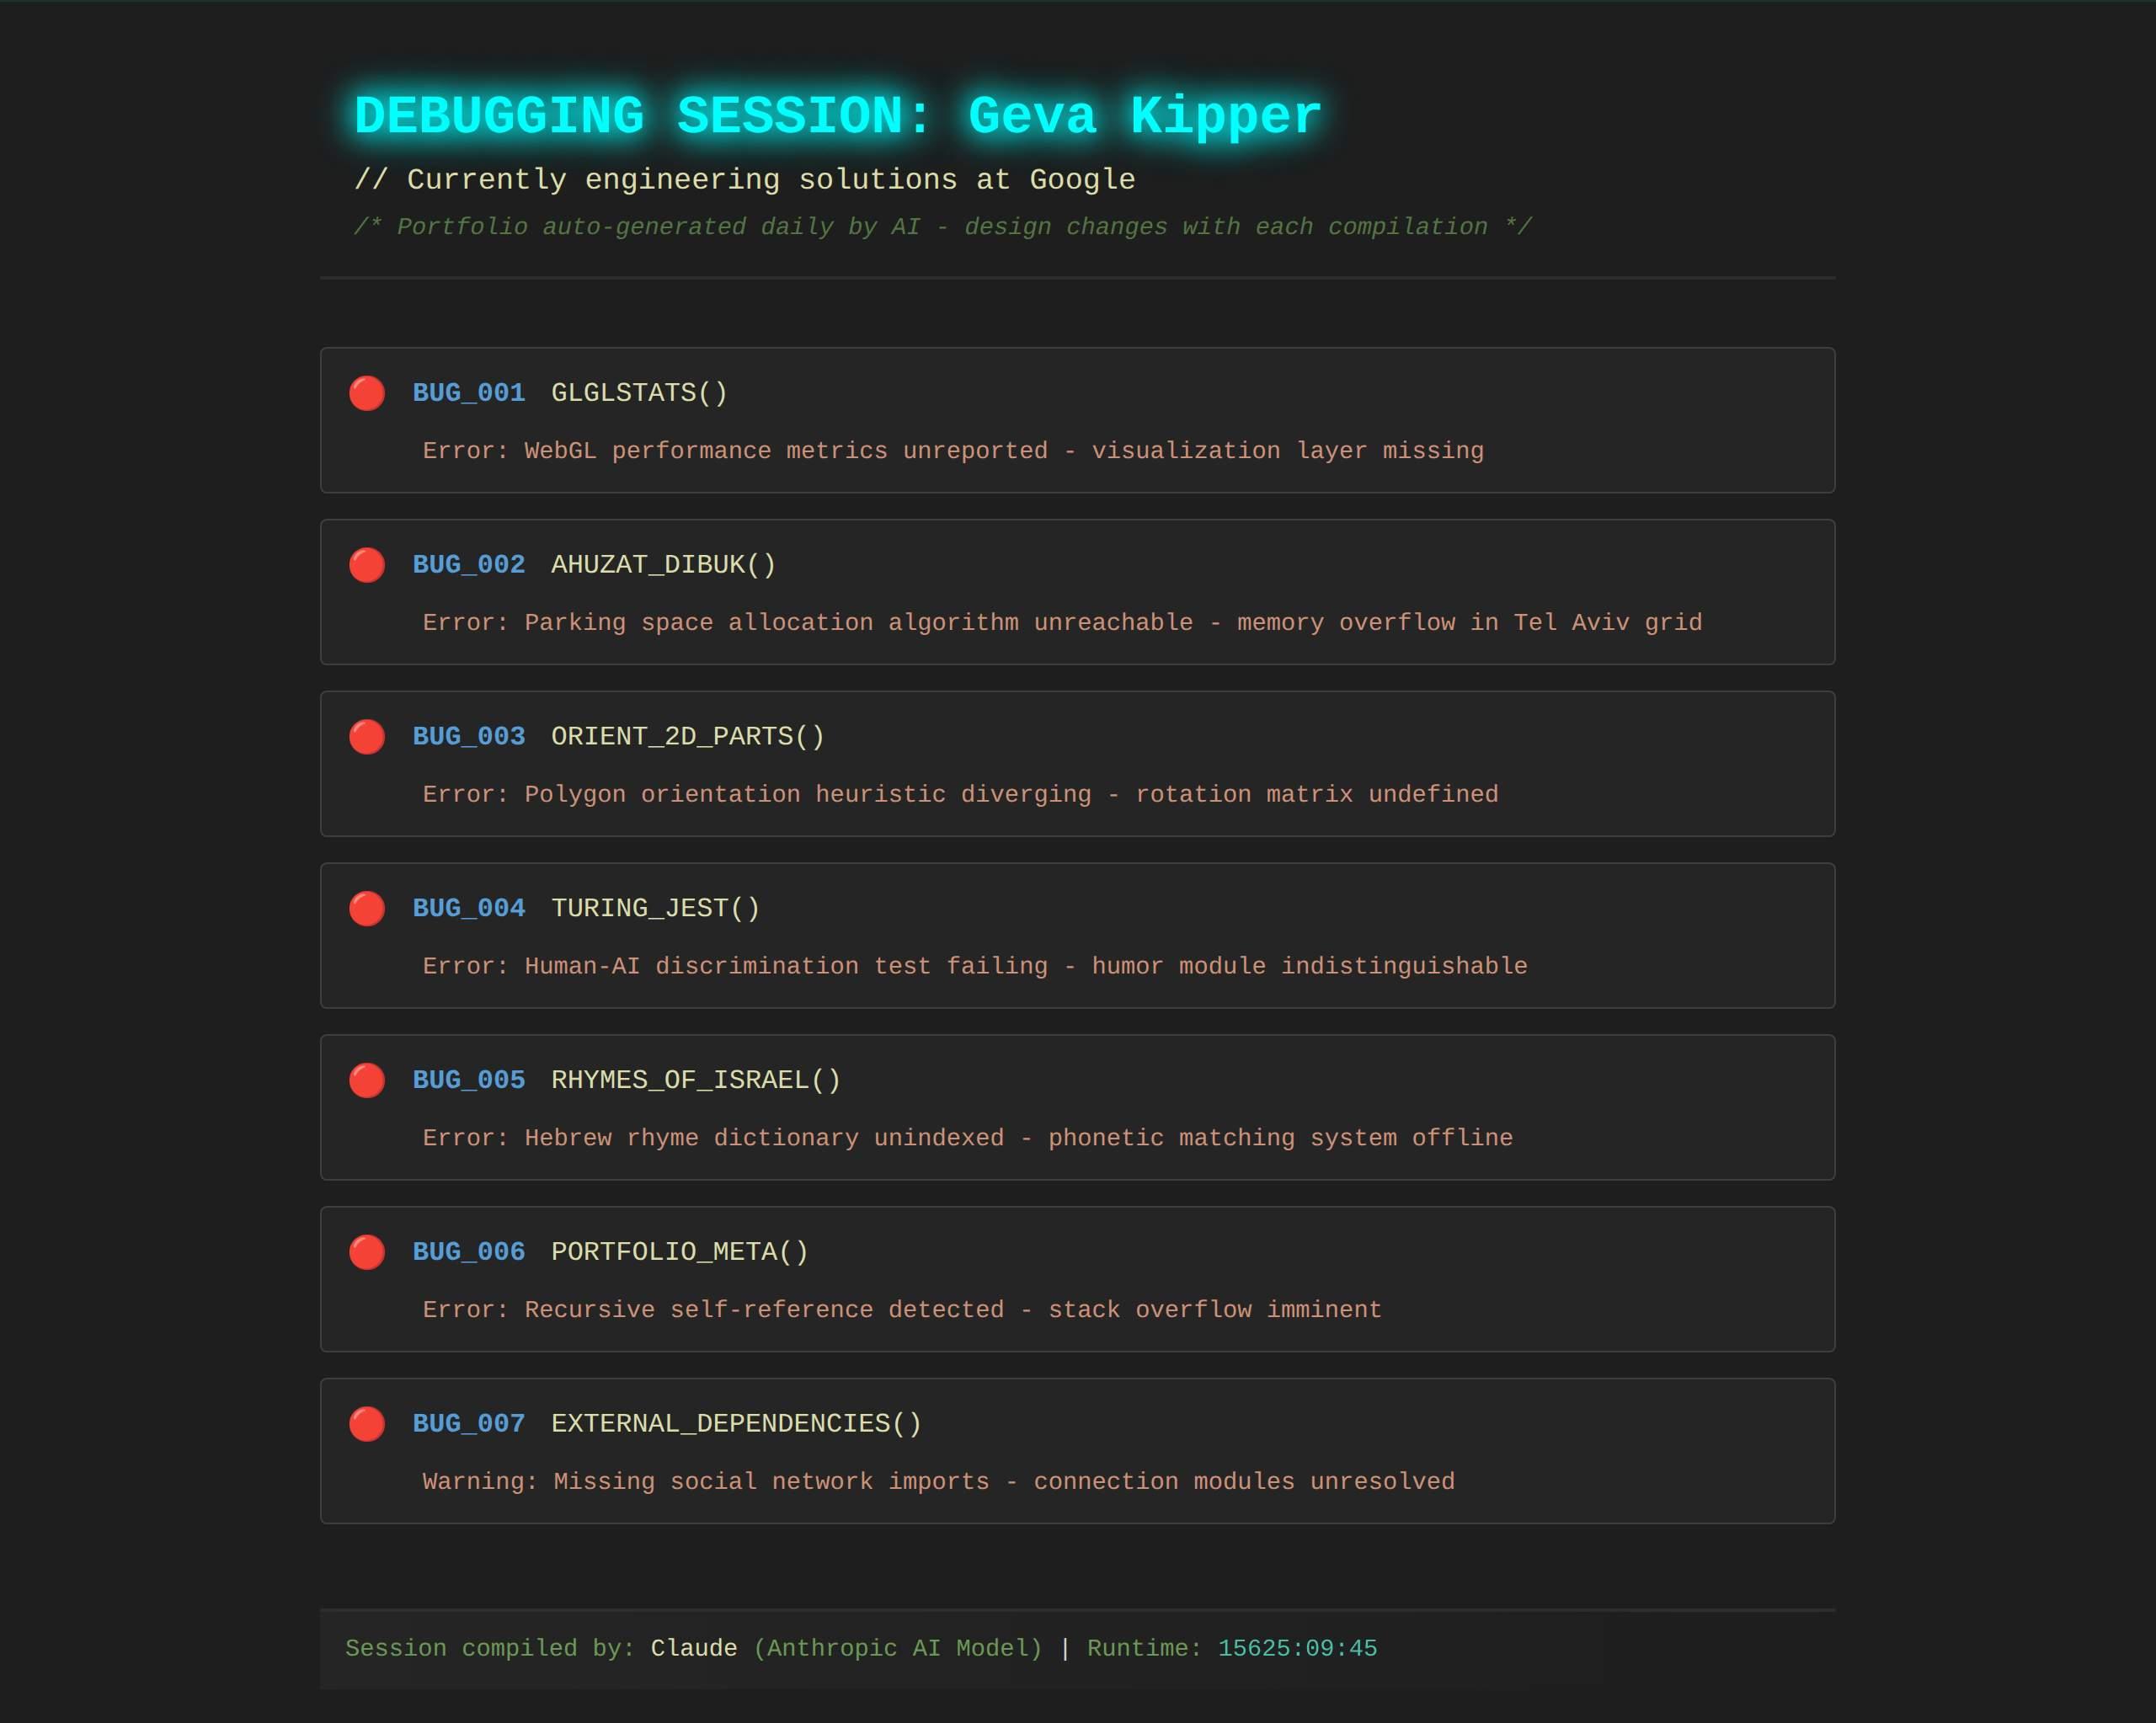 DEBUGGING SESSION: Geva Kipper
// Currently engineering solutions at Google
/* Portfolio auto-generated daily by AI - design changes with each compilation */
BUG_001 GLGLSTATS()
Error: WebGL performance metrics unreported - visualization layer missing
BUG_002 AHUZAT_DIBUK()
Error: Parking space allocation algorithm unreachable - memory overflow in Tel Aviv grid
BUG_003 ORIENT_2D_PARTS()
Error: Polygon orientation heuristic diverging - rotation matrix undefined
BUG_004 TURING_JEST()
Error: Human-AI discrimination test failing - humor module indistinguishable
BUG_005 RHYMES_OF_ISRAEL()
Error: Hebrew rhyme dictionary unindexed - phonetic matching system offline
BUG_006 PORTFOLIO_META()
Error: Recursive self-reference detected - stack overflow imminent
BUG_007 EXTERNAL_DEPENDENCIES()
Warning: Missing social network imports - connection modules unresolved
Session compiled by: Claude (Anthropic AI Model) | Runtime: 15625:09:45